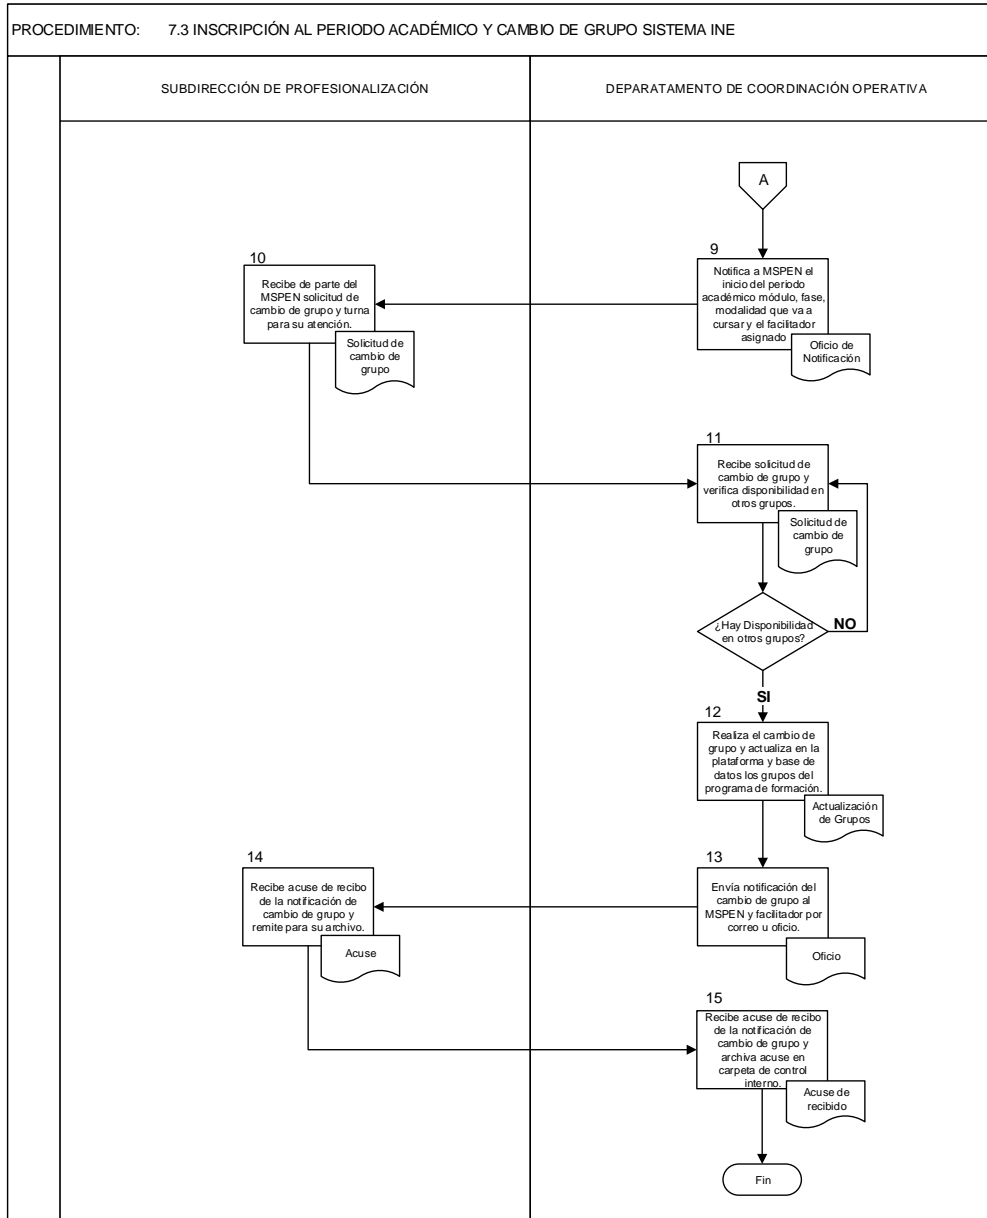 PROCEDIMIENTO: 7.3 INSCRIPCIÓN AL PERIODO ACADÉMICO Y CAMBIO DE GRUPO SISTEMA INE
SUBDIRECCIÓN DE PROFESIONALIZACIÓN
DEPARATAMENTO DE COORDINACIÓN OPERATIVA
A
9
Notifica a MSPEN el
inicio del periodo
académico módulo, fase,
modalidad que va a
cursar y el facilitador
asignado
Oficio de
Notificación
10
Recibe de parte del
MSPEN solicitud de
cambio de grupo y turna
para su atención.
Solicitud de
cambio de
grupo
11
Recibe solicitud de
cambio de grupo y
verifica disponibilidad en
otros grupos.
Solicitud de
cambio de
grupo
¿Hay Disponibilidad
en otros grupos?
NO
SI
12
Realiza el cambio de
grupo y actualiza en la
plataforma y base de
datos los grupos del
programa de formación.
Actualización
de Grupos
13
Envía notificación del
cambio de grupo al
MSPEN y facilitador por
correo u oficio.
Oficio
14
Recibe acuse de recibo
de la notificación de
cambio de grupo y
remite para su archivo.
Acuse
15
Recibe acuse de recibo
de la notificación de
cambio de grupo y
archiva acuse en
carpeta de control
interno.
Acuse de
recibido
Fin